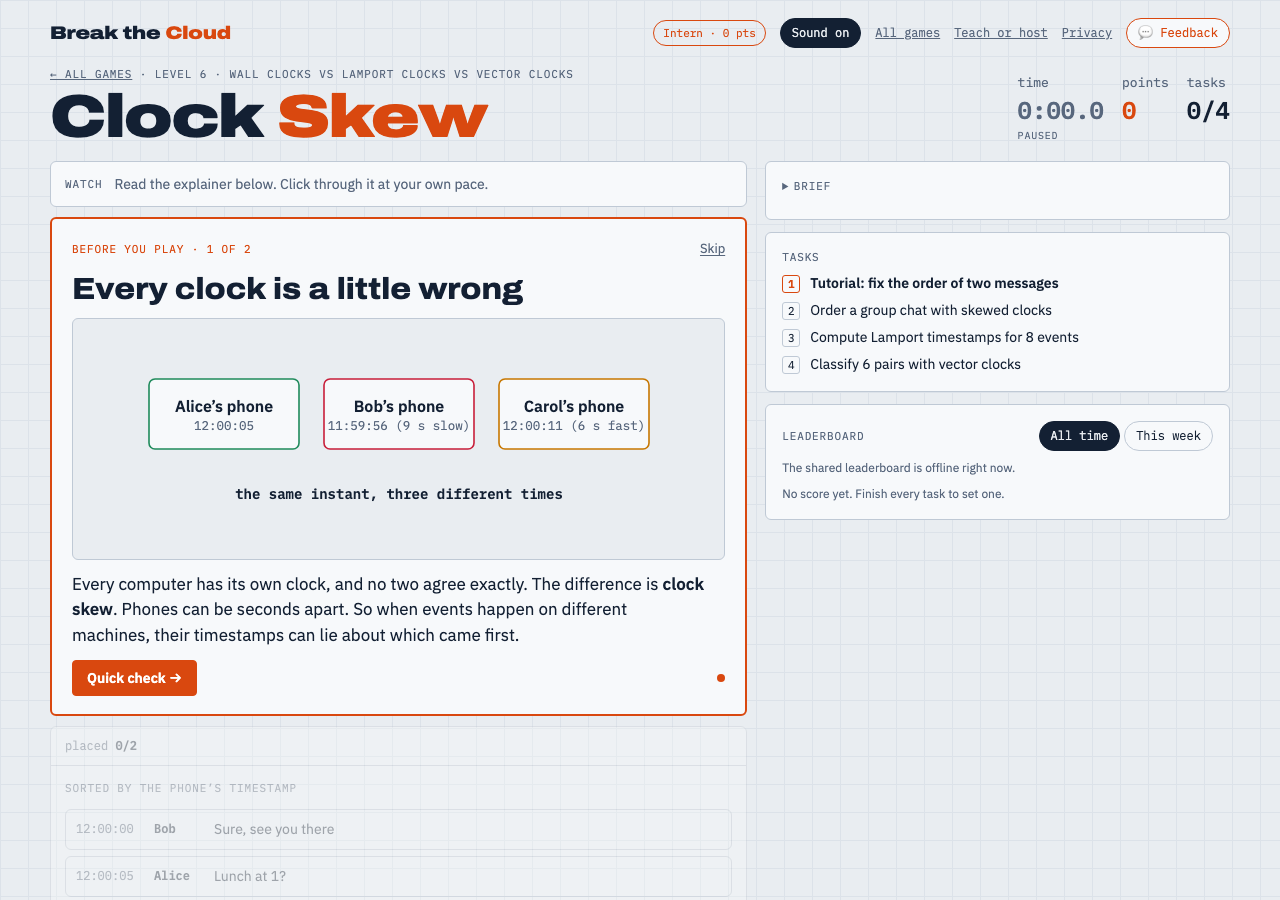 Break the Cloud
Intern · 0 pts
Sound on
All games
Teach or host
Privacy
💬 Feedback
← ALL GAMES · LEVEL 6 · WALL CLOCKS VS LAMPORT CLOCKS VS VECTOR CLOCKS
Clock Skew
time
0:00.0
PAUSED
points
0
tasks
0/4
WATCH Read the explainer below. Click through it at your own pace.
BEFORE YOU PLAY · 1 OF 2
Skip
Every clock is a little wrong
Alice’s phone
12:00:05
Bob’s phone
11:59:56 (9 s slow)
Carol’s phone
12:00:11 (6 s fast)
the same instant, three different times
Every computer has its own clock, and no two agree exactly. The difference is clock
skew. Phones can be seconds apart. So when events happen on different
machines, their timestamps can lie about which came first.
Quick check →
placed 0/2
SORTED BY THE PHONE’S TIMESTAMP
12:00:00 Bob Sure, see you there
12:00:05 Alice Lunch at 1?
▶ BRIEF
TASKS
1 Tutorial: fix the order of two messages
2 Order a group chat with skewed clocks
3 Compute Lamport timestamps for 8 events
4 Classify 6 pairs with vector clocks
LEADERBOARD
All time
This week
The shared leaderboard is offline right now.
No score yet. Finish every task to set one.